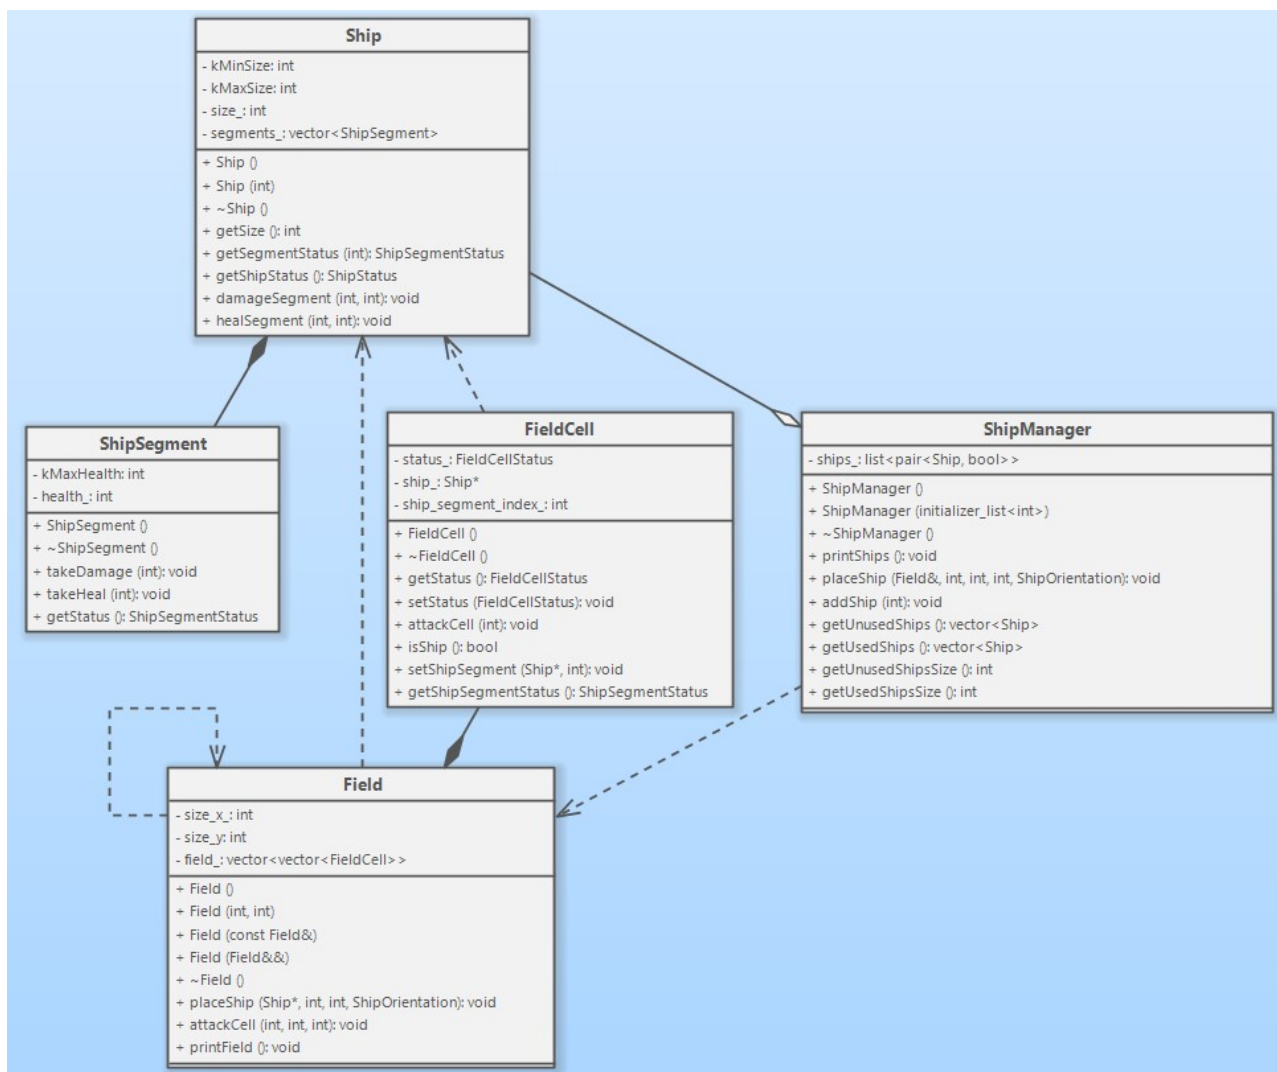 Ship
- kMinSize: int
- kMaxSize: int
- size_: int
- segments_: vector<ShipSegment>
+ Ship ()
+ Ship (int)
+ ~Ship ()
+ getSize (): int
+ getSegmentStatus (int): ShipSegmentStatus
+ getShipStatus (): ShipStatus
+ damageSegment (int, int): void
+ healSegment (int, int): void
ShipSegment
- kMaxHealth: int
- health_: int
+ ShipSegment ()
+ ~ShipSegment ()
+ takeDamage (int): void
+ takeHeal (int): void
+ getStatus (): ShipSegmentStatus
FieldCell
- status_: FieldCellStatus
- ship_: Ship*
- ship_segment_index_: int
+ FieldCell ()
+ ~FieldCell ()
+ getStatus (): FieldCellStatus
+ setStatus (FieldCellStatus): void
+ attackCell (int): void
+ isShip (): bool
+ setShipSegment (Ship*, int): void
+ getShipSegmentStatus (): ShipSegmentStatus
ShipManager
- ships_: list<pair<Ship, bool>>
+ ShipManager ()
+ ShipManager (initializer_list<int>)
+ ~ShipManager ()
+ printShips (): void
+ placeShip (Field&, int, int, int, ShipOrientation): void
+ addShip (int): void
+ getUnusedShips (): vector<Ship>
+ getUsedShips (): vector<Ship>
+ getUnusedShipsSize (): int
+ getUsedShipsSize (): int
Field
- size_x_: int
- size_y: int
- field_: vector<vector<FieldCell>>
+ Field ()
+ Field (int, int)
+ Field (const Field&)
+ Field (Field&&)
+ ~Field ()
+ placeShip (Ship*, int, int, ShipOrientation): void
+ attackCell (int, int, int): void
+ printField (): void